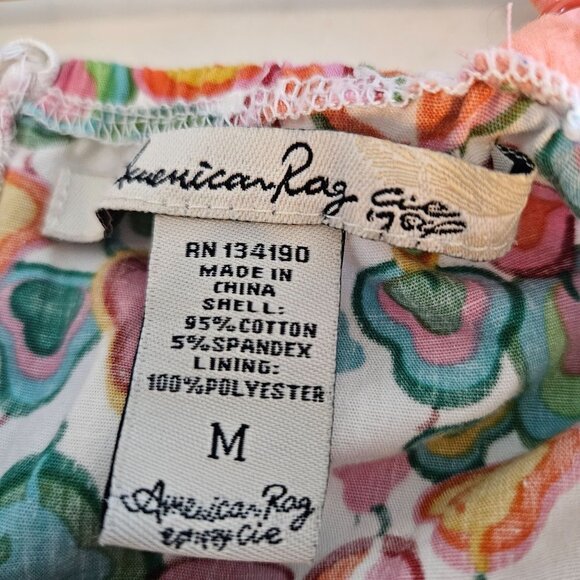 American Rag Cie
RN 134190
MADE IN
CHINA
SHELL:
95% COTTON
5% SPANDEX
LINING:
100% POLYESTER
M
American Rag
Cie